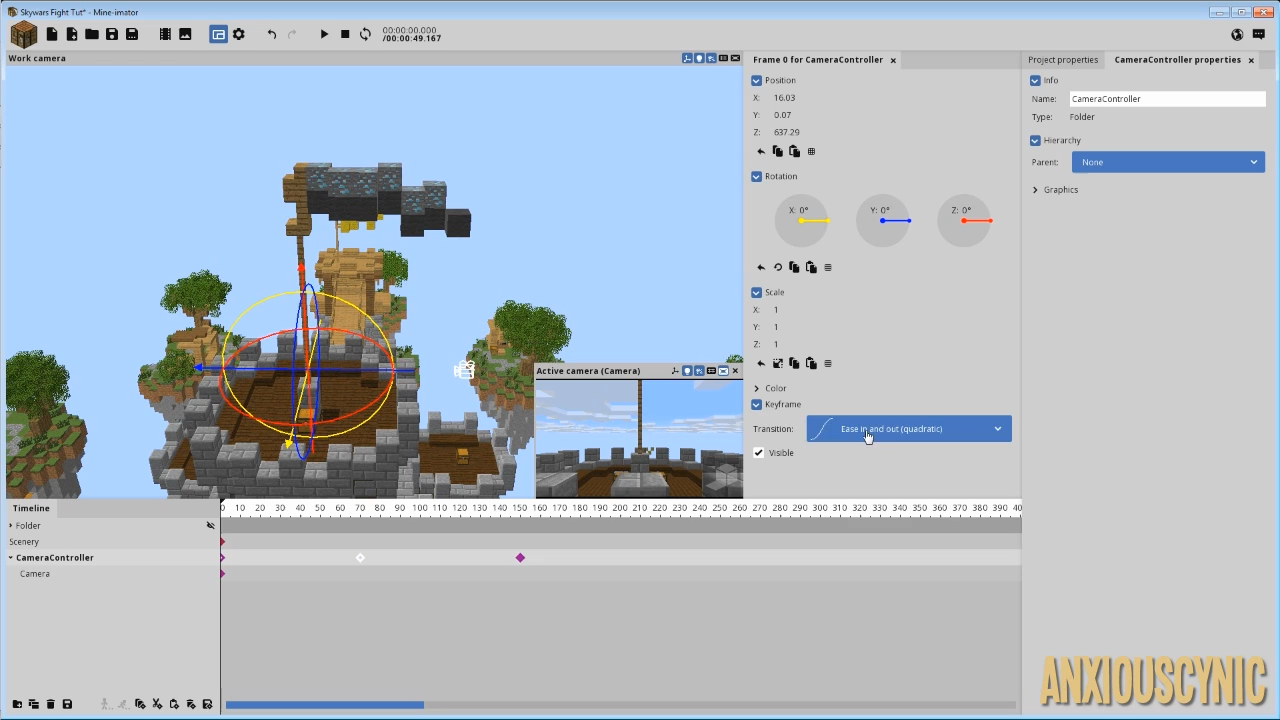 Skywars Fight Tut* - Mine-imator
00:00:00.000
/00:00:49.167
Work camera
Active camera (Camera)
Frame 0 for CameraController
Position
X: 16.03
Y: 0.07
Z: 637.29
Rotation
X: 0°
Y: 0°
Z: 0°
Scale
X: 1
Y: 1
Z: 1
Color
Keyframe
Transition: Ease in and out (quadratic)
Visible
Project properties
CameraController properties
Info
Name: CameraController
Type: Folder
Hierarchy
Parent: None
Graphics
Timeline
0 10 20 30 40 50 60 70 80 90 100 110 120 130 140 150 160 170 180 190 200 210 220 230 240 250 260 270 280 290 300 310 320 330 340 350 360 370 380 390 40
Folder
Scenery
CameraController
Camera
ANXIOUSCYNIC